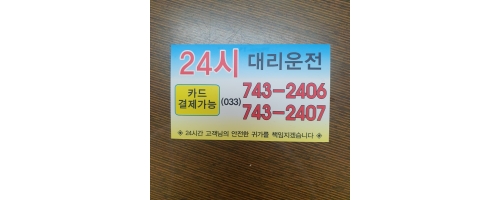 24시 대리운전
카드
결제가능
(033) 743-2406
743-2407
※ 24시간 고객님의 안전한 귀가를 책임지겠습니다 ※